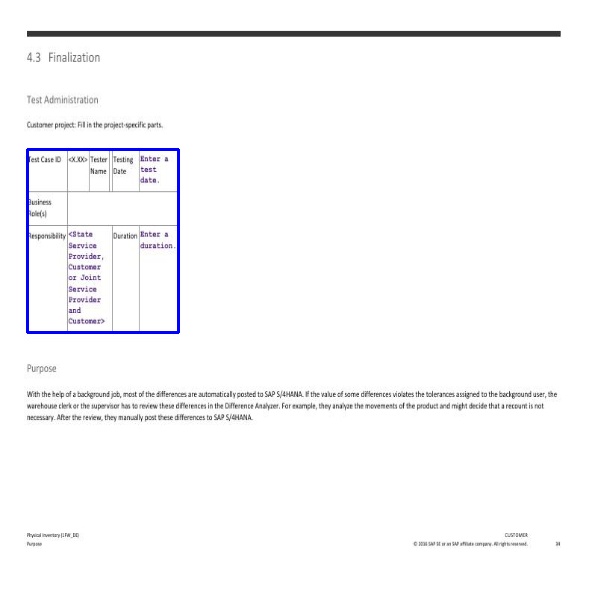 4.3 Finalization
Test Administration
Customer project: Fill in the project-specific parts.
Test Case ID <X.XX> Tester Name Testing Date Enter a test date.
Business Role(s)
Responsibility <State Service Provider, Customer or Joint Service Provider and Customer> Duration Enter a duration.
Purpose
With the help of a background job, most of the differences are automatically posted to SAP S/4HANA. If the value of some differences violates the tolerances assigned to the background user, the
warehouse clerk or the supervisor has to review these differences in the Difference Analyzer. For example, they analyze the movements of the product and might decide that a recount is not
necessary. After the review, they manually post these differences to SAP S/4HANA.
Physical Inventory (1FW_DE) CUSTOMER
Purpose © 2016 SAP SE or an SAP affiliate company. All rights reserved.